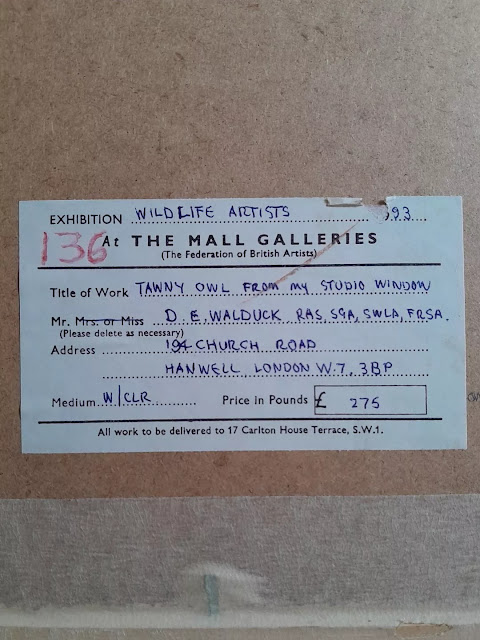 EXHIBITION WILDLIFE ARTISTS 93
136 At THE MALL GALLERIES
(The Federation of British Artists)
Title of Work TAWNY OWL FROM MY STUDIO WINDOW
Mr. Mrs. or Miss D. E. WALDUCK RAS, SGA, SWLA, FRSA.
(Please delete as necessary)
Address 194 CHURCH ROAD
HANWELL, LONDON W.7, 3BP
Medium W/CLR Price in Pounds £ 275
All work to be delivered to 17 Carlton House Terrace, S.W.1.